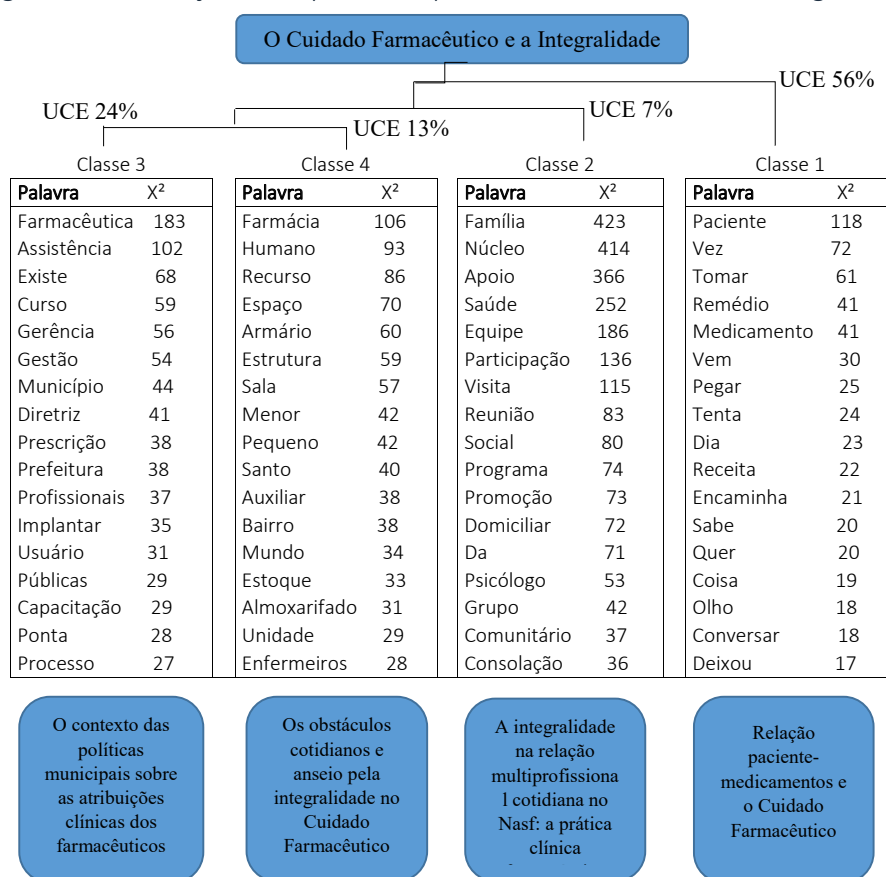 O Cuidado Farmacêutico e a Integralidade
UCE 56%
UCE 24%
UCE 7%
UCE 13%
Classe 3
Palavra X²
Farmacêutica 183
Assistência 102
Existe 68
Curso 59
Gerência 56
Gestão 54
Município 44
Diretriz 41
Prescrição 38
Prefeitura 38
Profissionais 37
Implantar 35
Usuário 31
Públicas 29
Capacitação 29
Ponta 28
Processo 27
O contexto das
políticas
municipais sobre
as atribuições
clínicas dos
farmacêuticos
Classe 4
Palavra X²
Farmácia 106
Humano 93
Recurso 86
Espaço 70
Armário 60
Estrutura 59
Sala 57
Menor 42
Pequeno 42
Santo 40
Auxiliar 38
Bairro 38
Mundo 34
Estoque 33
Almoxarifado 31
Unidade 29
Enfermeiros 28
Os obstáculos
cotidianos e
anseio pela
integralidade no
Cuidado
Farmacêutico
Classe 2
Palavra X²
Família 423
Núcleo 414
Apoio 366
Saúde 252
Equipe 186
Participação 136
Visita 115
Reunião 83
Social 80
Programa 74
Promoção 73
Domiciliar 72
Da 71
Psicólogo 53
Grupo 42
Comunitário 37
Consolação 36
A integralidade
na relação
multiprofissiona
l cotidiana no
Nasf: a prática
clínica
Classe 1
Palavra X²
Paciente 118
Vez 72
Tomar 61
Remédio 41
Medicamento 41
Vem 30
Pegar 25
Tenta 24
Dia 23
Receita 22
Encaminha 21
Sabe 20
Quer 20
Coisa 19
Olho 18
Conversar 18
Deixou 17
Relação
paciente-
medicamentos e
o Cuidado
Farmacêutico